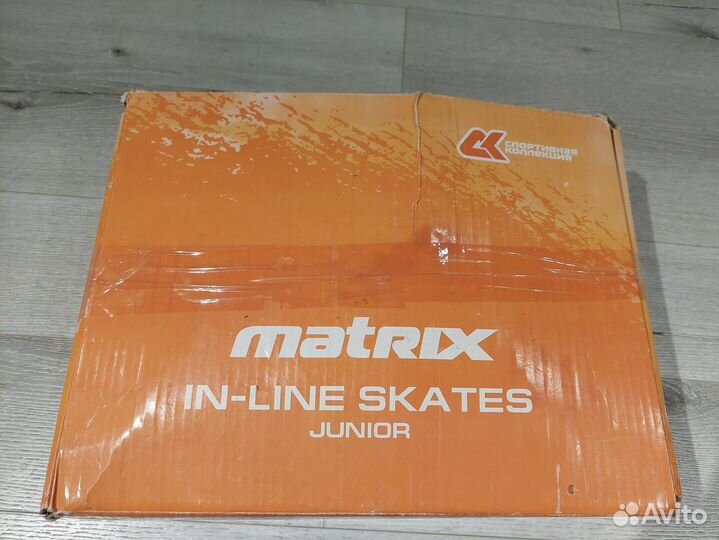 СПОРТИВНАЯ
КОЛЛЕКЦИЯ
matrix
IN-LINE SKATES
JUNIOR
Avito